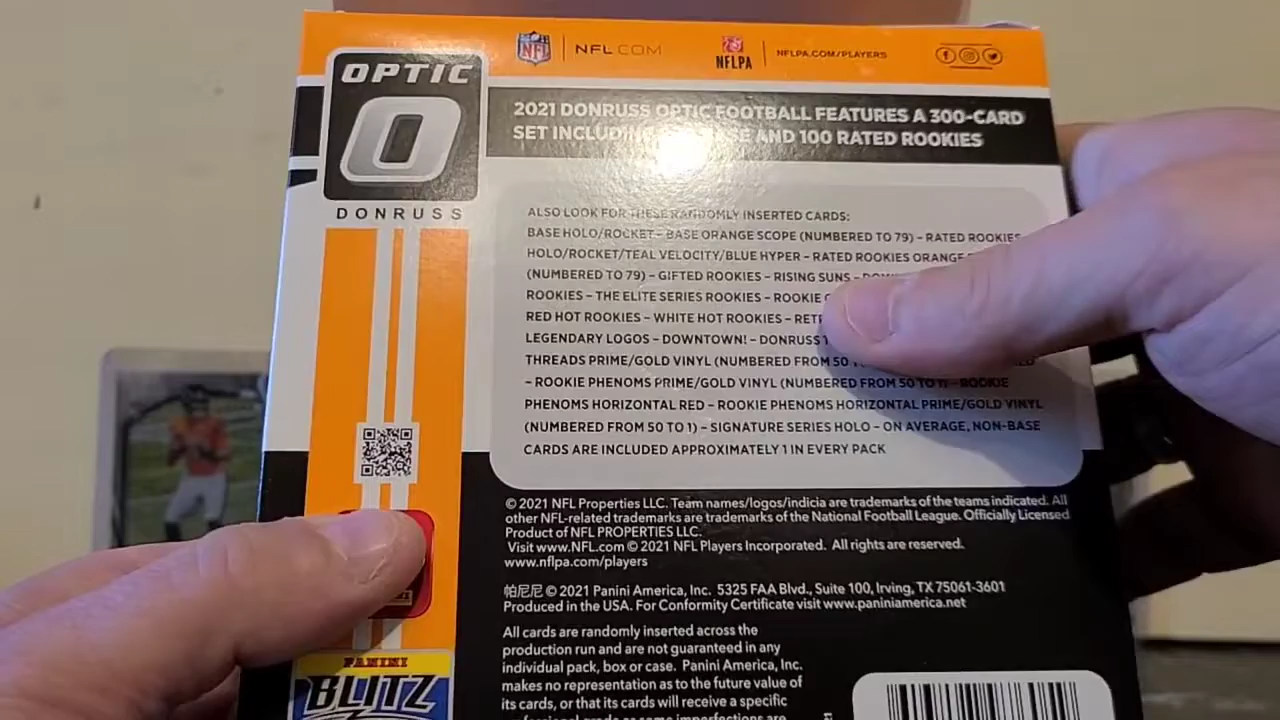 NFL NFL.COM NFLPA NFLPA.COM/PLAYERS
OPTIC
O
DONRUSS
2021 DONRUSS OPTIC FOOTBALL FEATURES A 300-CARD
SET INCLUDING AND 100 RATED ROOKIES
ALSO LOOK FOR THESE RANDOMLY INSERTED CARDS:
BASE HOLO/ROCKET – BASE ORANGE SCOPE (NUMBERED TO 79) – RATED ROOKIES
HOLO/ROCKET/TEAL VELOCITY/BLUE HYPER – RATED ROOKIES ORANGE
(NUMBERED TO 79) – GIFTED ROOKIES – RISING SUNS –
ROOKIES – THE ELITE SERIES ROOKIES – ROOKIE
RED HOT ROOKIES – WHITE HOT ROOKIES –
LEGENDARY LOGOS – DOWNTOWN! – DONRUSS
THREADS PRIME/GOLD VINYL (NUMBERED FROM 50
– ROOKIE PHENOMS PRIME/GOLD VINYL (NUMBERED FROM 50 TO 1) – ROOKIE
PHENOMS HORIZONTAL RED – ROOKIE PHENOMS HORIZONTAL PRIME/GOLD VINYL
(NUMBERED FROM 50 TO 1) – SIGNATURE SERIES HOLO – ON AVERAGE, NON-BASE
CARDS ARE INCLUDED APPROXIMATELY 1 IN EVERY PACK
© 2021 NFL Properties LLC. Team names/logos/indicia are trademarks of the teams indicated. All
other NFL-related trademarks are trademarks of the National Football League. Officially Licensed
Product of NFL PROPERTIES LLC.
Visit www.NFL.com © 2021 NFL Players Incorporated. All rights are reserved.
www.nflpa.com/players
帕尼尼 © 2021 Panini America, Inc. 5325 FAA Blvd., Suite 100, Irving, TX 75061-3601
Produced in the USA. For Conformity Certificate visit www.paniniamerica.net
All cards are randomly inserted across the
production run and are not guaranteed in any
individual pack, box or case. Panini America, Inc.
makes no representation as to the future value of
its cards, or that its cards will receive a specific
PANINI
BLITZ